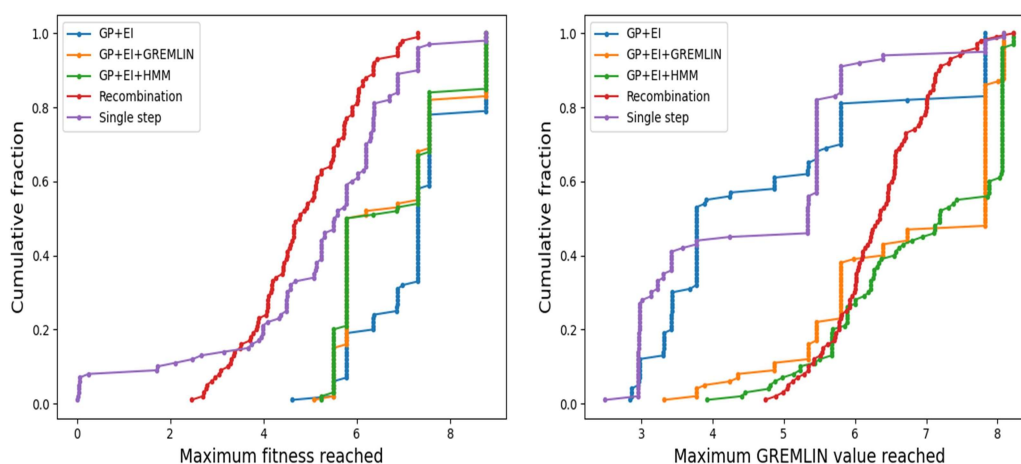 GP+EI
GP+EI+GREMLIN
GP+EI+HMM
Recombination
Single step
1.0
0.8
0.6
0.4
0.2
0.0
Cumulative fraction
0
2
4
6
8
Maximum fitness reached
GP+EI
GP+EI+GREMLIN
GP+EI+HMM
Recombination
Single step
1.0
0.8
0.6
0.4
0.2
0.0
Cumulative fraction
3
4
5
6
7
8
Maximum GREMLIN value reached